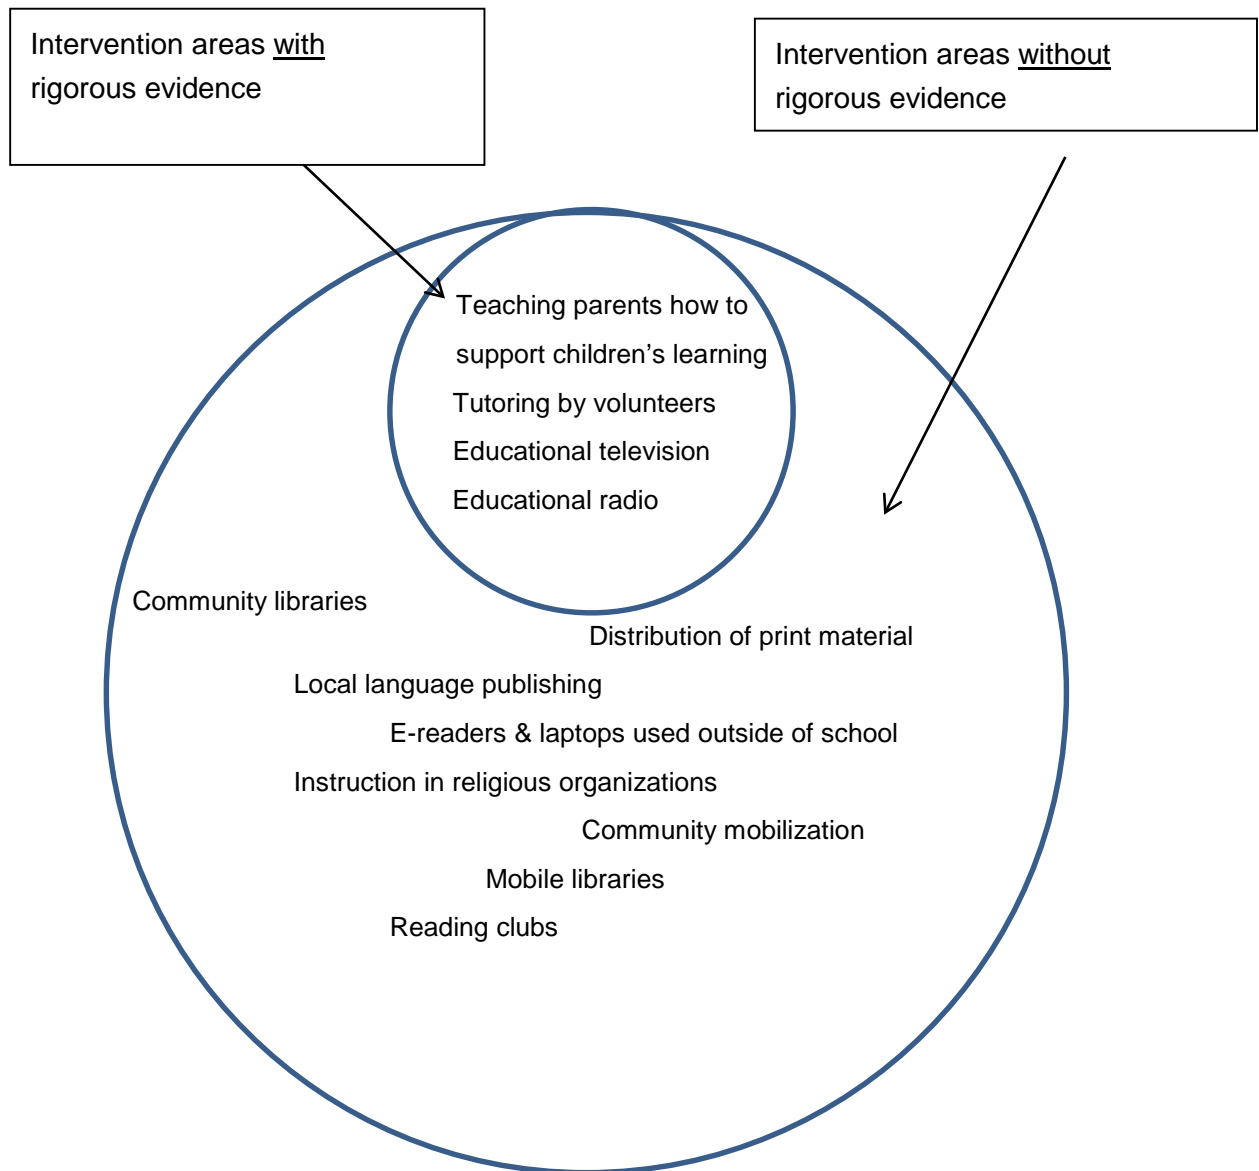 Intervention areas with
rigorous evidence
Intervention areas without
rigorous evidence
Teaching parents how to
support children’s learning
Tutoring by volunteers
Educational television
Educational radio
Community libraries
Distribution of print material
Local language publishing
E-readers & laptops used outside of school
Instruction in religious organizations
Community mobilization
Mobile libraries
Reading clubs